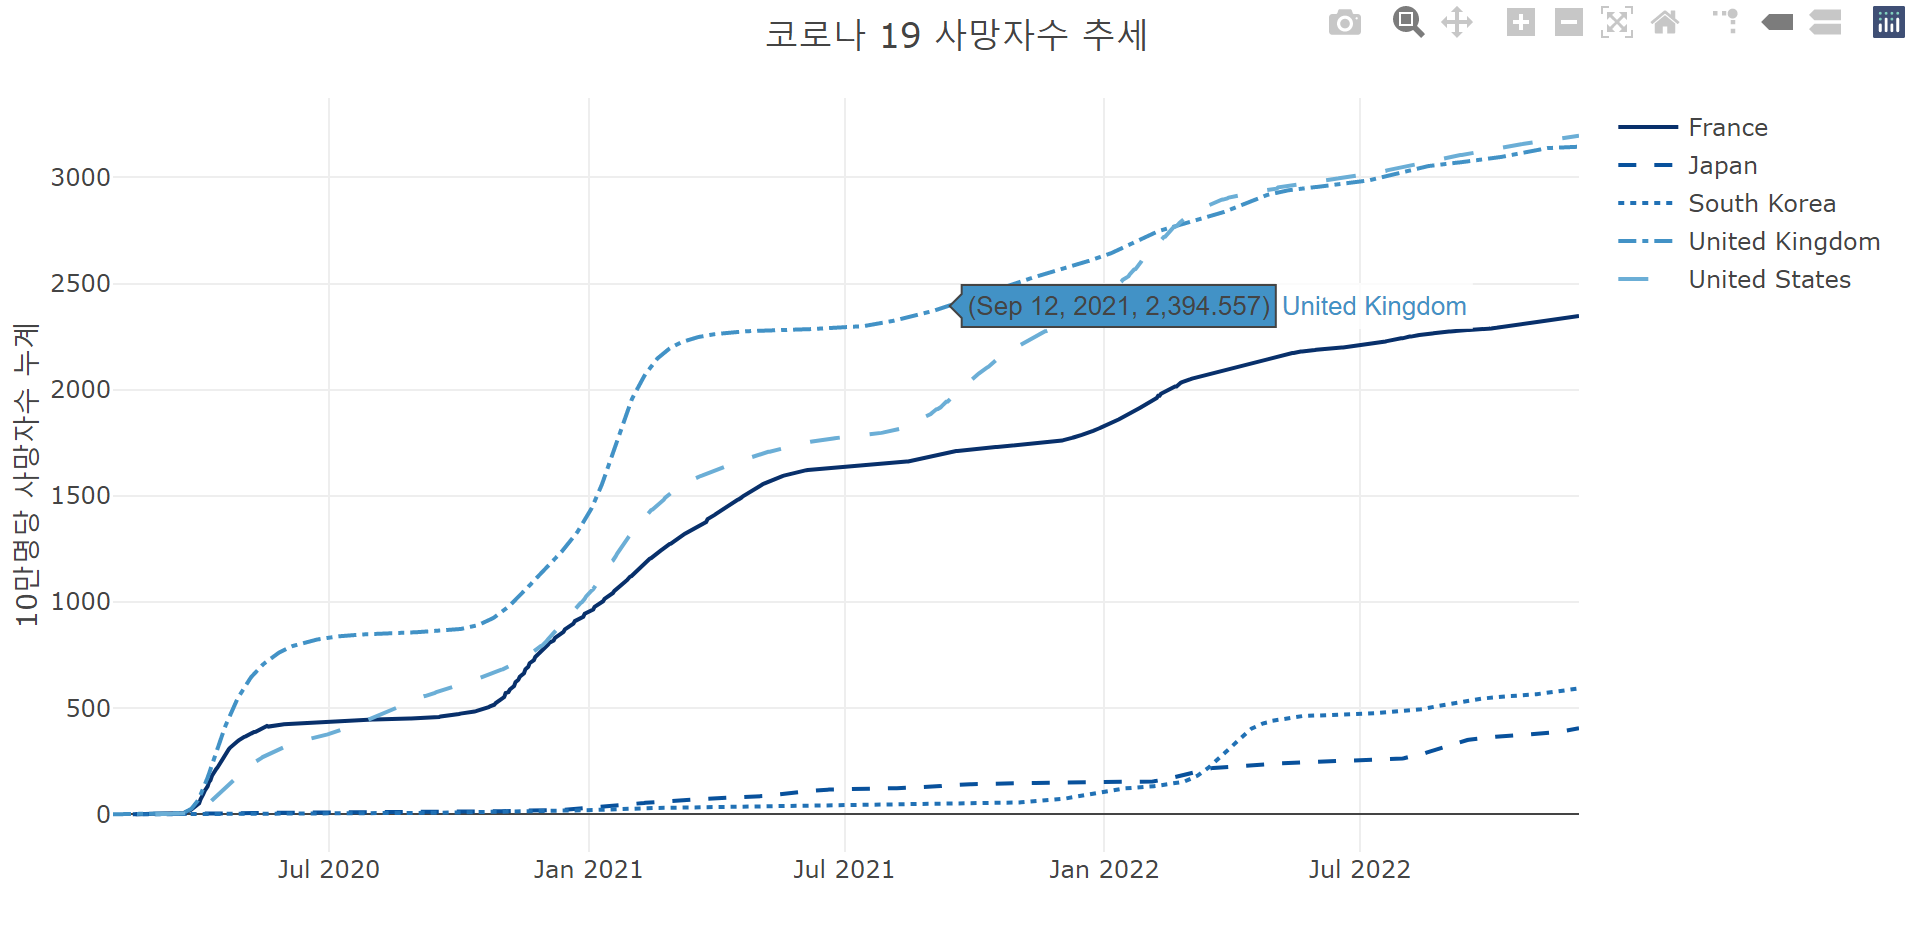 코로나 19 사망자수 추세
10만명당 사망자수 누계
3000
2500
2000
1500
1000
500
0
Jul 2020
Jan 2021
Jul 2021
Jan 2022
Jul 2022
(Sep 12, 2021, 2,394.557) United Kingdom
France
Japan
South Korea
United Kingdom
United States